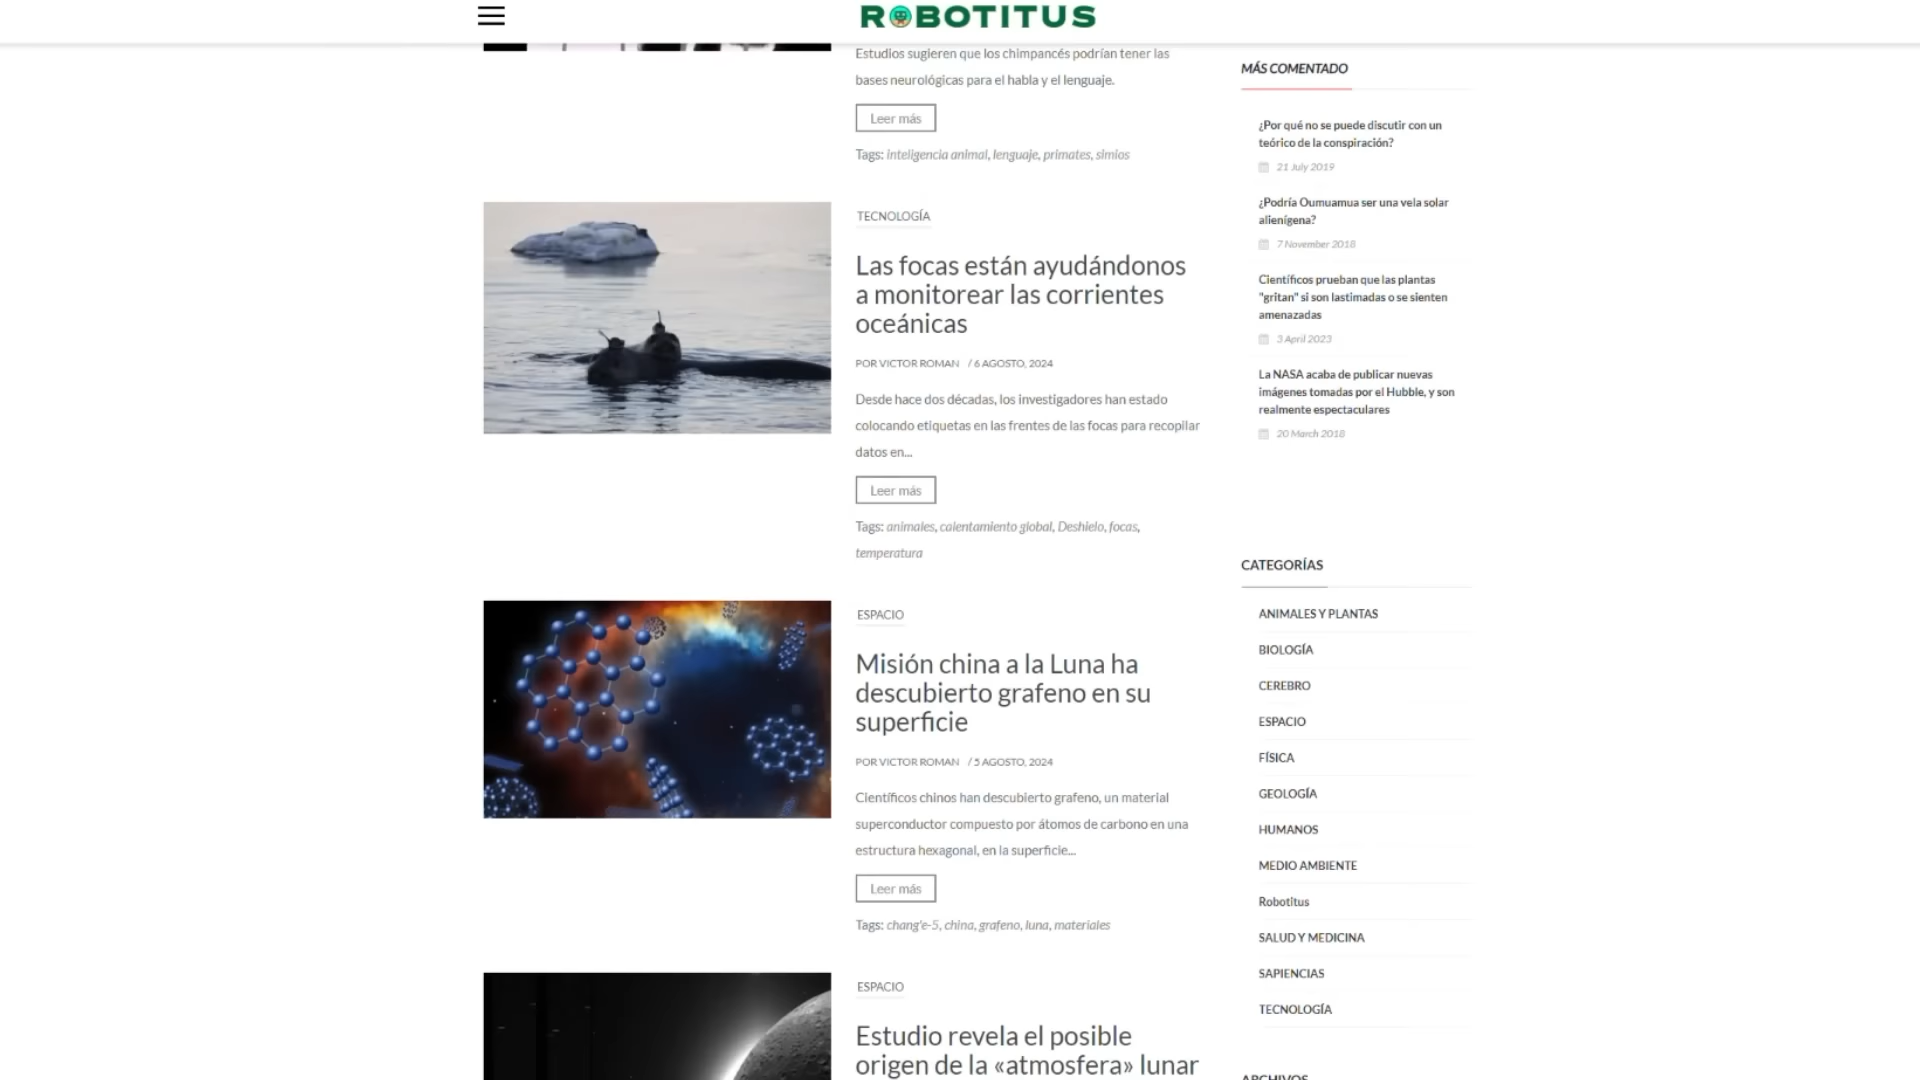 ROBOTITUS
Estudios sugieren que los chimpancés podrían tener las
bases neurológicas para el habla y el lenguaje.
Leer más
Tags: inteligencia animal, lenguaje, primates, simios
TECNOLOGÍA
Las focas están ayudándonos
a monitorear las corrientes
oceánicas
POR VICTOR ROMAN / 6 AGOSTO, 2024
Desde hace dos décadas, los investigadores han estado
colocando etiquetas en las frentes de las focas para recopilar
datos en...
Leer más
Tags: animales, calentamiento global, Deshielo, focas,
temperatura
ESPACIO
Misión china a la Luna ha
descubierto grafeno en su
superficie
POR VICTOR ROMAN / 5 AGOSTO, 2024
Científicos chinos han descubierto grafeno, un material
superconductor compuesto por átomos de carbono en una
estructura hexagonal, en la superficie...
Leer más
Tags: chang'e-5, china, grafeno, luna, materiales
ESPACIO
Estudio revela el posible
origen de la «atmosfera» lunar
MÁS COMENTADO
¿Por qué no se puede discutir con un
teórico de la conspiración?
21 July 2019
¿Podría Oumuamua ser una vela solar
alienígena?
7 November 2018
Científicos prueban que las plantas
"gritan" si son lastimadas o se sienten
amenazadas
3 April 2023
La NASA acaba de publicar nuevas
imágenes tomadas por el Hubble, y son
realmente espectaculares
20 March 2018
CATEGORÍAS
ANIMALES Y PLANTAS
BIOLOGÍA
CEREBRO
ESPACIO
FÍSICA
GEOLOGÍA
HUMANOS
MEDIO AMBIENTE
Robotitus
SALUD Y MEDICINA
SAPIENCIAS
TECNOLOGÍA
ARCHIVOS